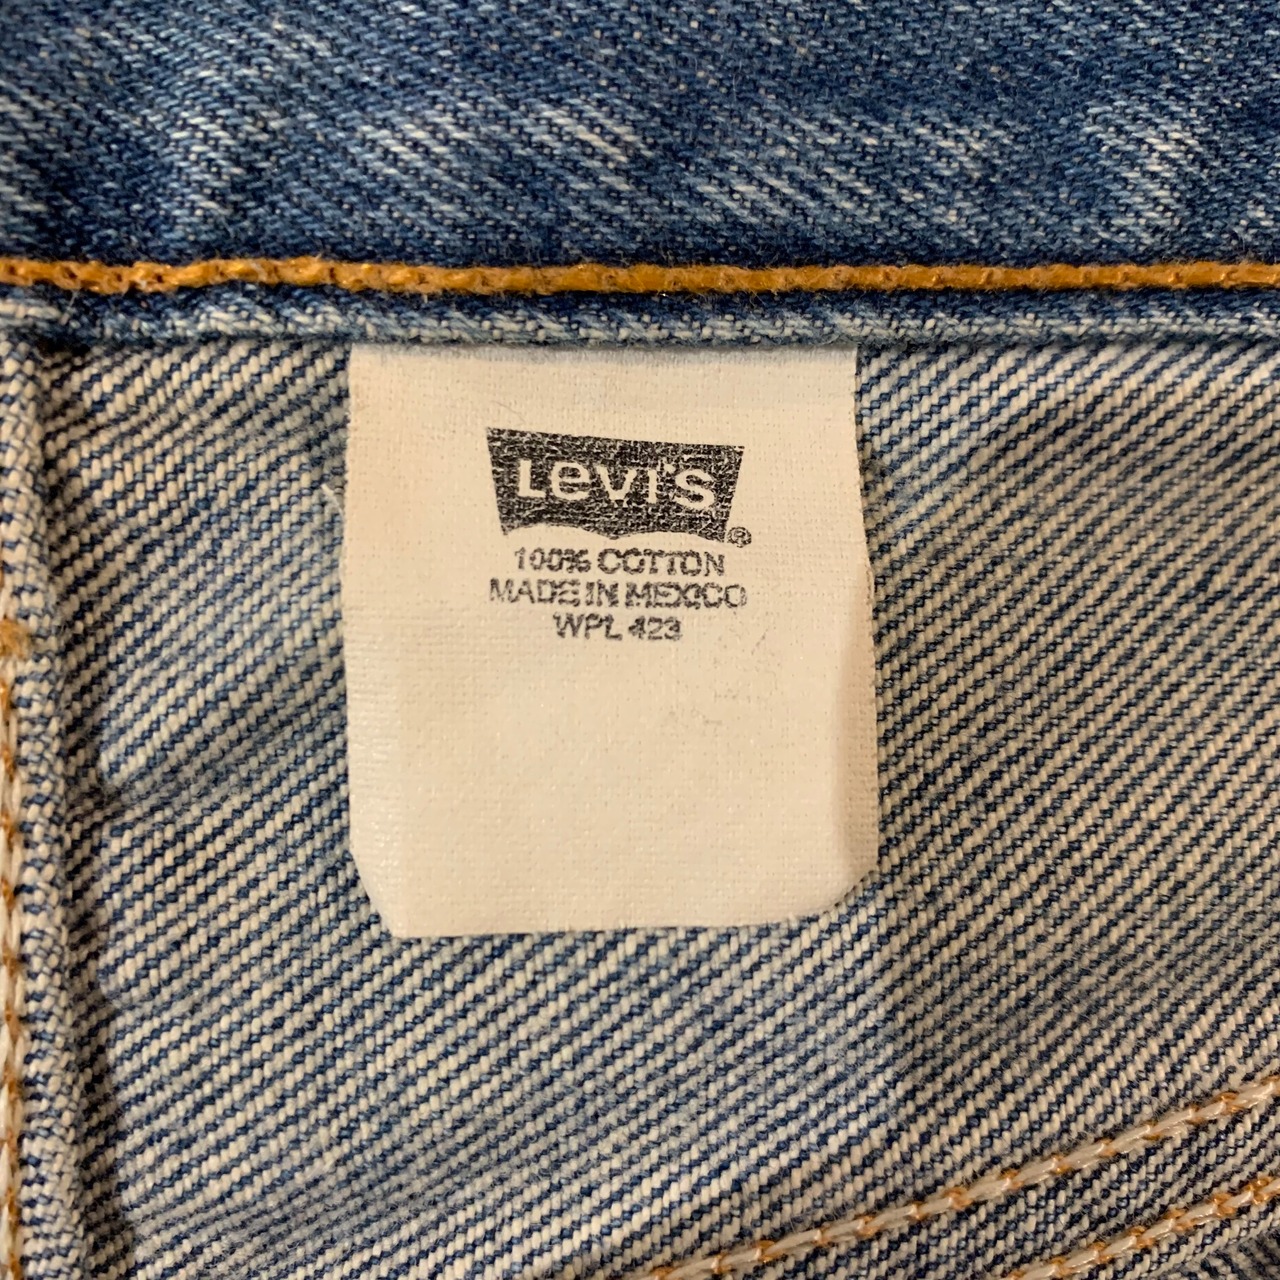 Levi's®
100% COTTON
MADE IN MEXICO
WPL 423